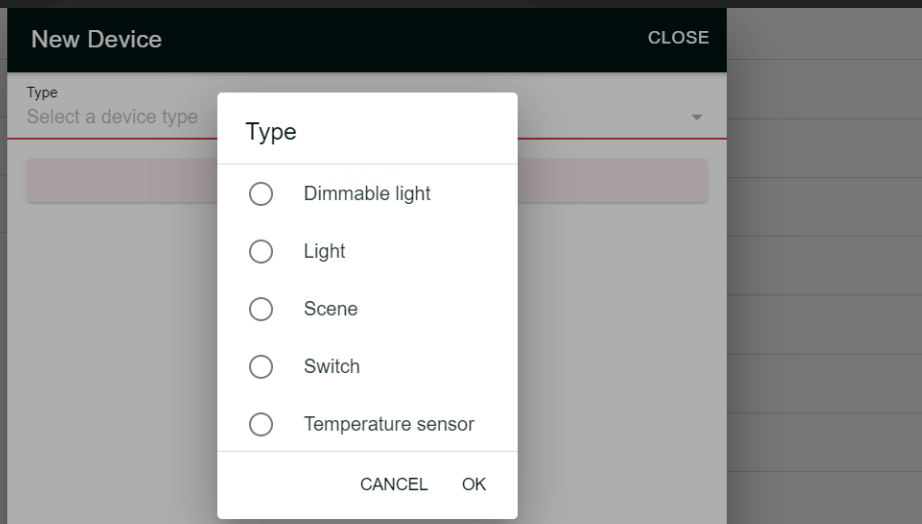 New Device
CLOSE
Type
Select a device type
Type
Dimmable light
Light
Scene
Switch
Temperature sensor
CANCEL
OK